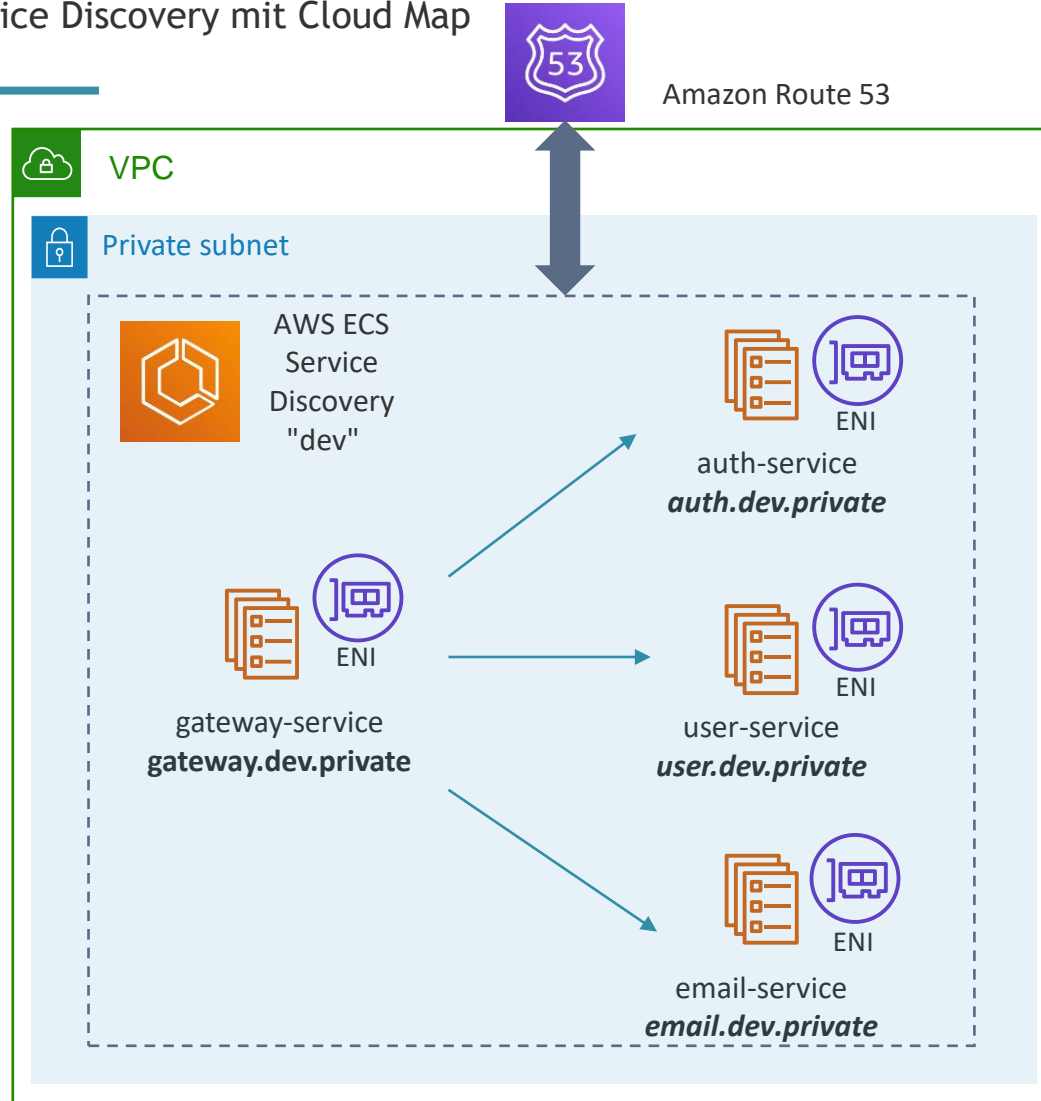 ice Discovery mit Cloud Map
53
Amazon Route 53
VPC
Private subnet
AWS ECS
Service
Discovery
"dev"
ENI
auth-service
auth.dev.private
ENI
gateway-service
gateway.dev.private
ENI
user-service
user.dev.private
ENI
email-service
email.dev.private